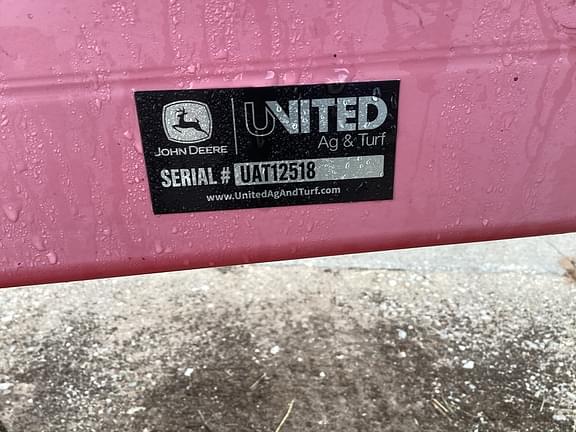 UNITED
JOHN DEERE
Ag & Turf
SERIAL # UAT12518
www.UnitedAgAndTurf.com